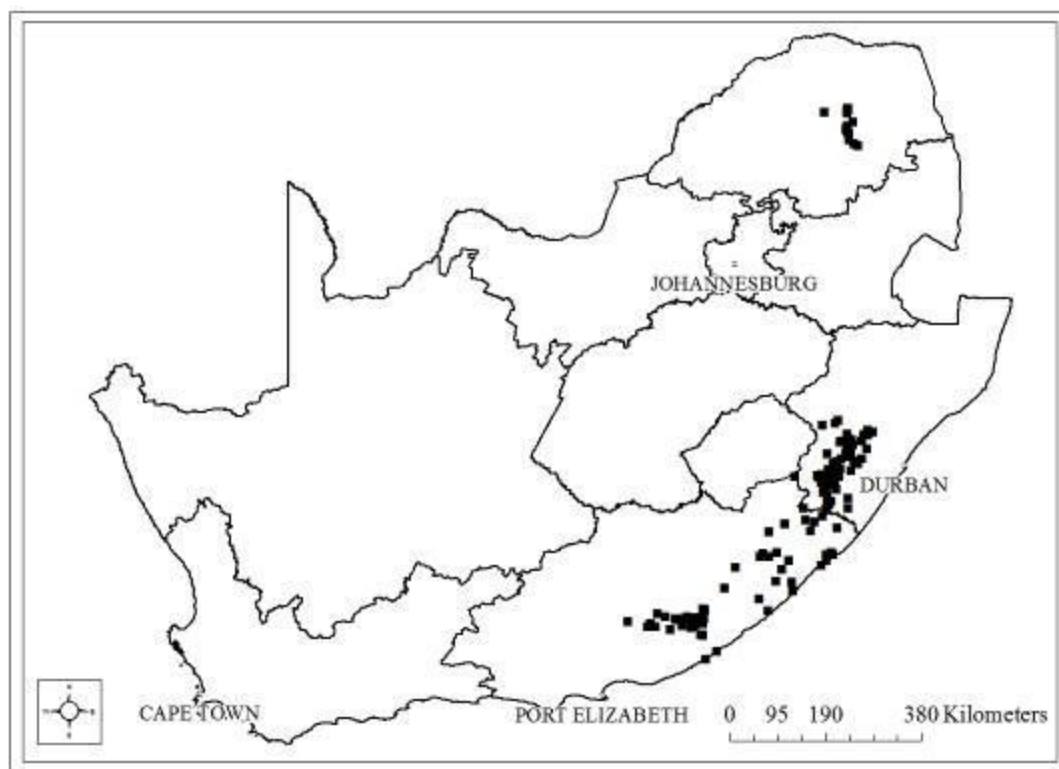 JOHANNESBURG
DURBAN
CAPE TOWN
PORT ELIZABETH
0 95 190 380 Kilometers